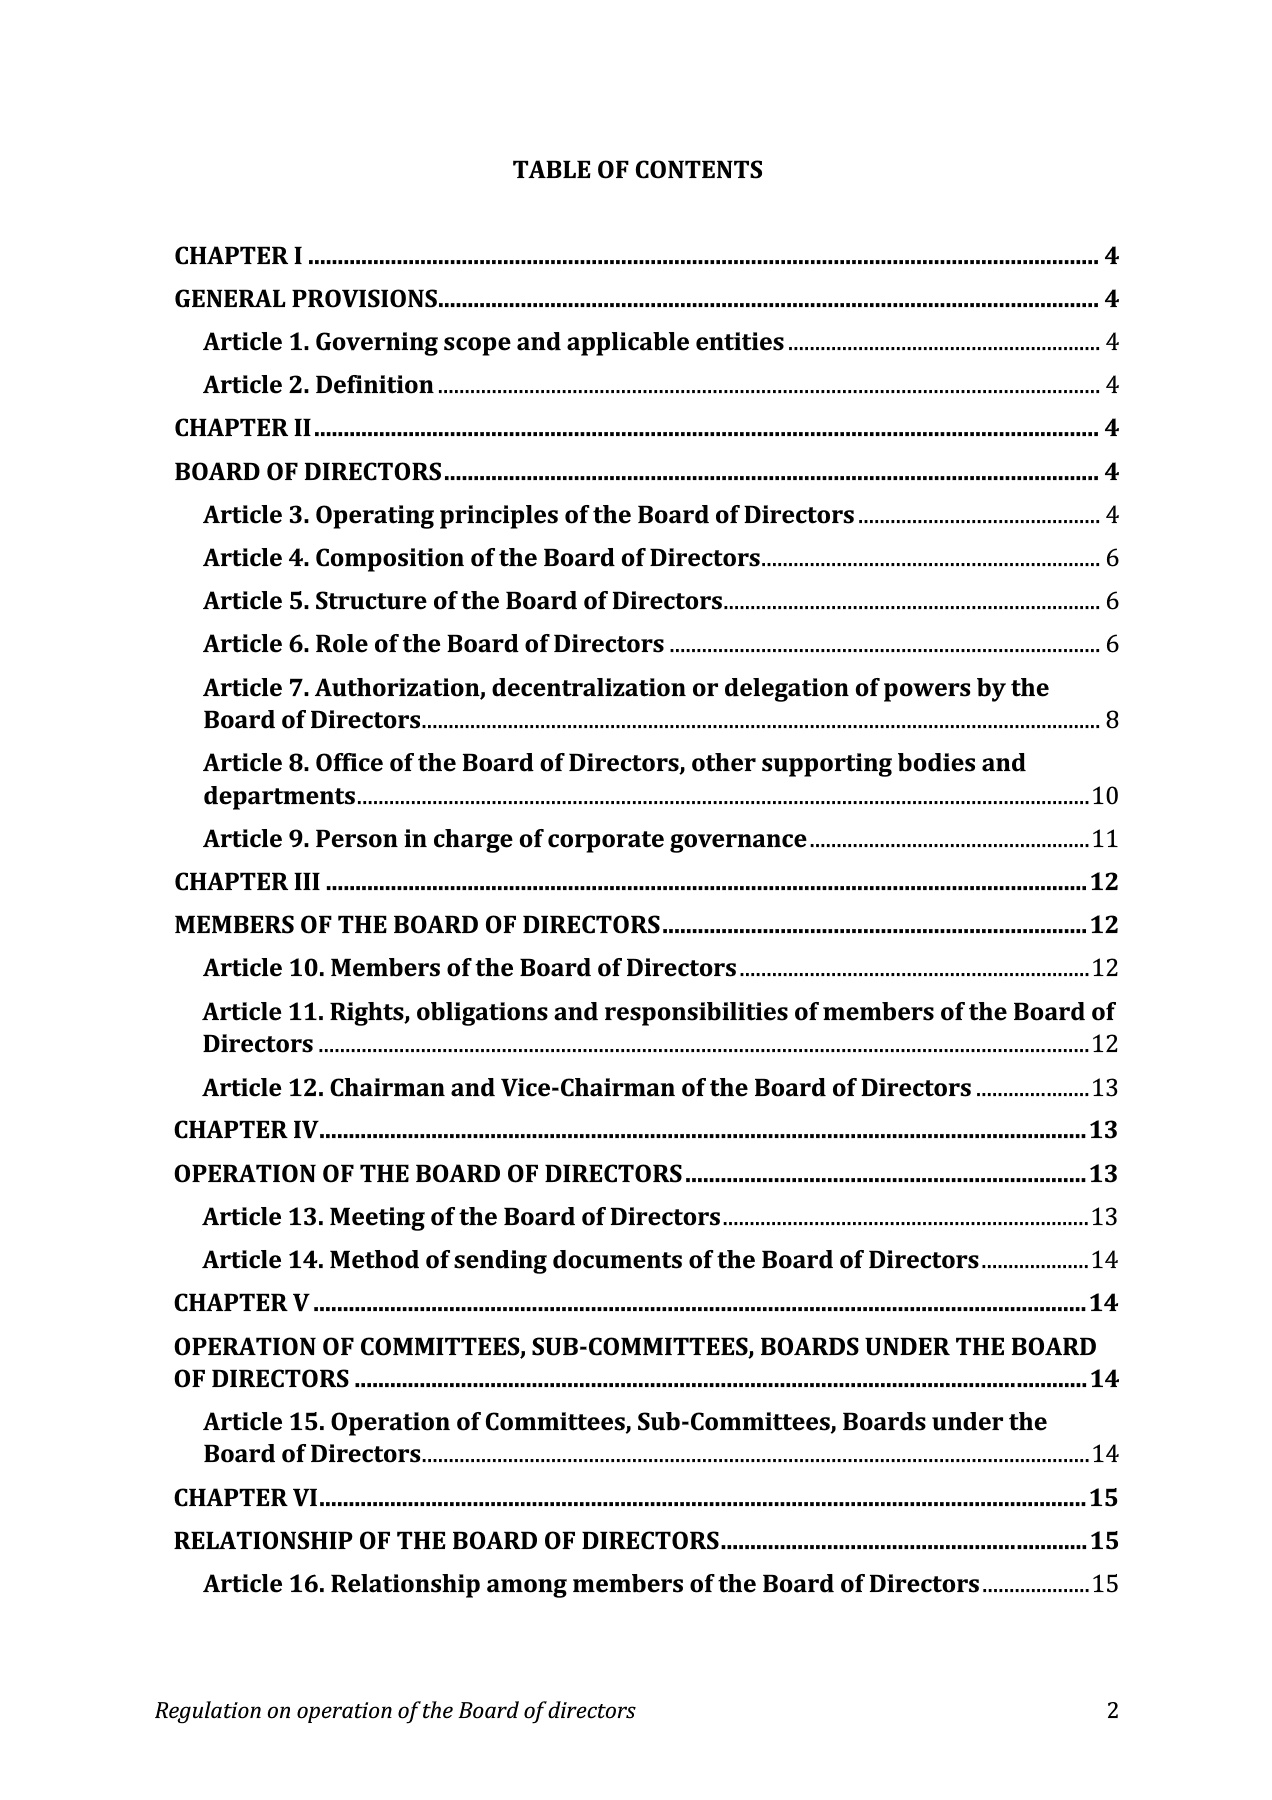 TABLE OF CONTENTS
CHAPTER I ........ 4
GENERAL PROVISIONS ........ 4
Article 1. Governing scope and applicable entities ........ 4
Article 2. Definition ........ 4
CHAPTER II ........ 4
BOARD OF DIRECTORS ........ 4
Article 3. Operating principles of the Board of Directors ........ 4
Article 4. Composition of the Board of Directors ........ 6
Article 5. Structure of the Board of Directors ........ 6
Article 6. Role of the Board of Directors ........ 6
Article 7. Authorization, decentralization or delegation of powers by the
Board of Directors ........ 8
Article 8. Office of the Board of Directors, other supporting bodies and
departments ........ 10
Article 9. Person in charge of corporate governance ........ 11
CHAPTER III ........ 12
MEMBERS OF THE BOARD OF DIRECTORS ........ 12
Article 10. Members of the Board of Directors ........ 12
Article 11. Rights, obligations and responsibilities of members of the Board of
Directors ........ 12
Article 12. Chairman and Vice-Chairman of the Board of Directors ........ 13
CHAPTER IV ........ 13
OPERATION OF THE BOARD OF DIRECTORS ........ 13
Article 13. Meeting of the Board of Directors ........ 13
Article 14. Method of sending documents of the Board of Directors ........ 14
CHAPTER V ........ 14
OPERATION OF COMMITTEES, SUB-COMMITTEES, BOARDS UNDER THE BOARD
OF DIRECTORS ........ 14
Article 15. Operation of Committees, Sub-Committees, Boards under the
Board of Directors ........ 14
CHAPTER VI ........ 15
RELATIONSHIP OF THE BOARD OF DIRECTORS ........ 15
Article 16. Relationship among members of the Board of Directors ........ 15
Regulation on operation of the Board of directors 2